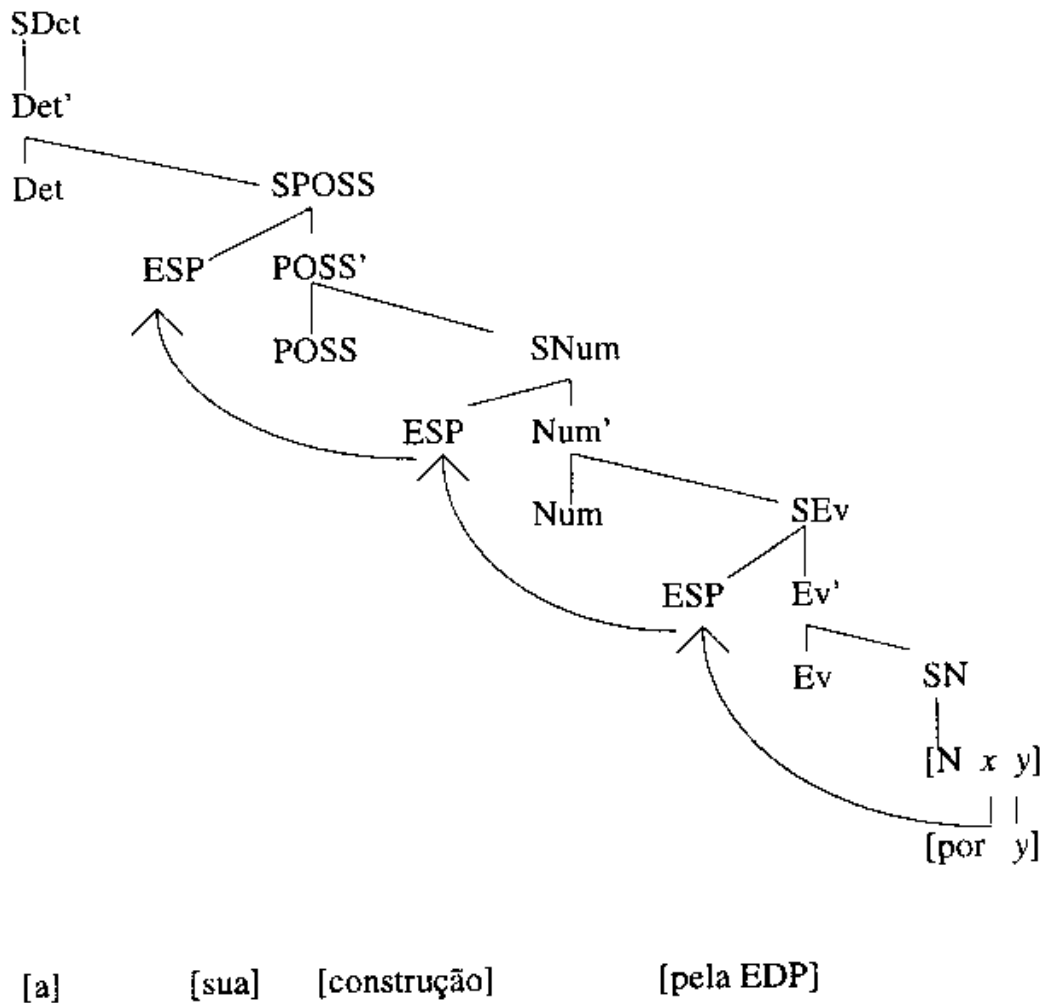 SDet
Det’
Det SPOSS
ESP POSS’
POSS SNum
ESP Num’
Num SEv
ESP Ev’
Ev SN
[N x y]
[por y]
[a] [sua] [construção] [pela EDP]